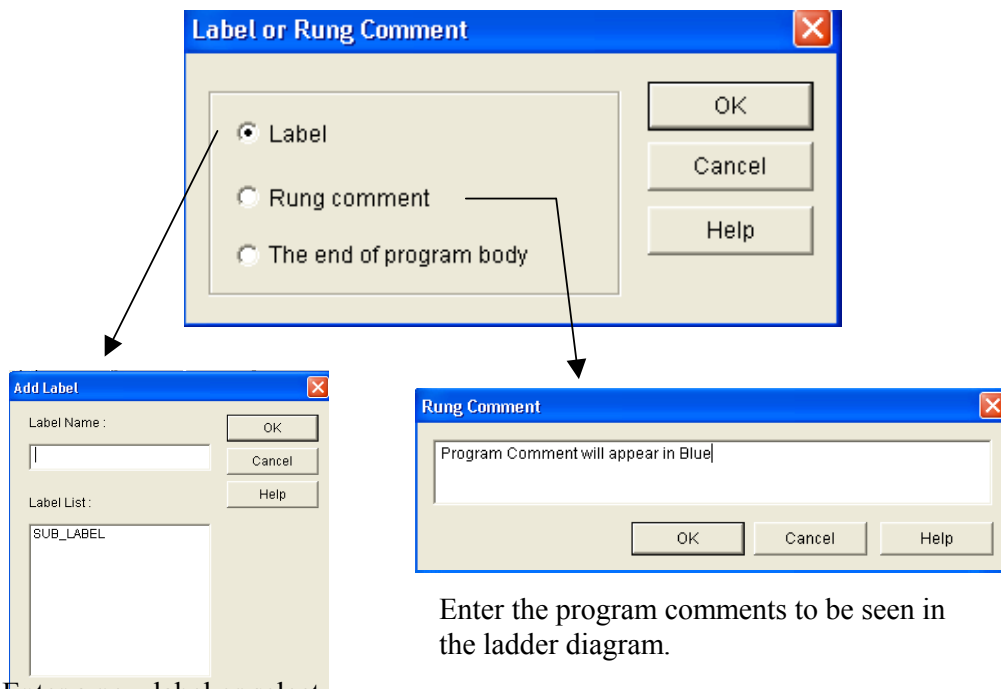 Label or Rung Comment
Label
Rung comment
The end of program body
OK
Cancel
Help
Add Label
Label Name :
OK
Cancel
Help
Label List :
SUB_LABEL
Rung Comment
Program Comment will appear in Blue
OK
Cancel
Help
Enter the program comments to be seen in
the ladder diagram.